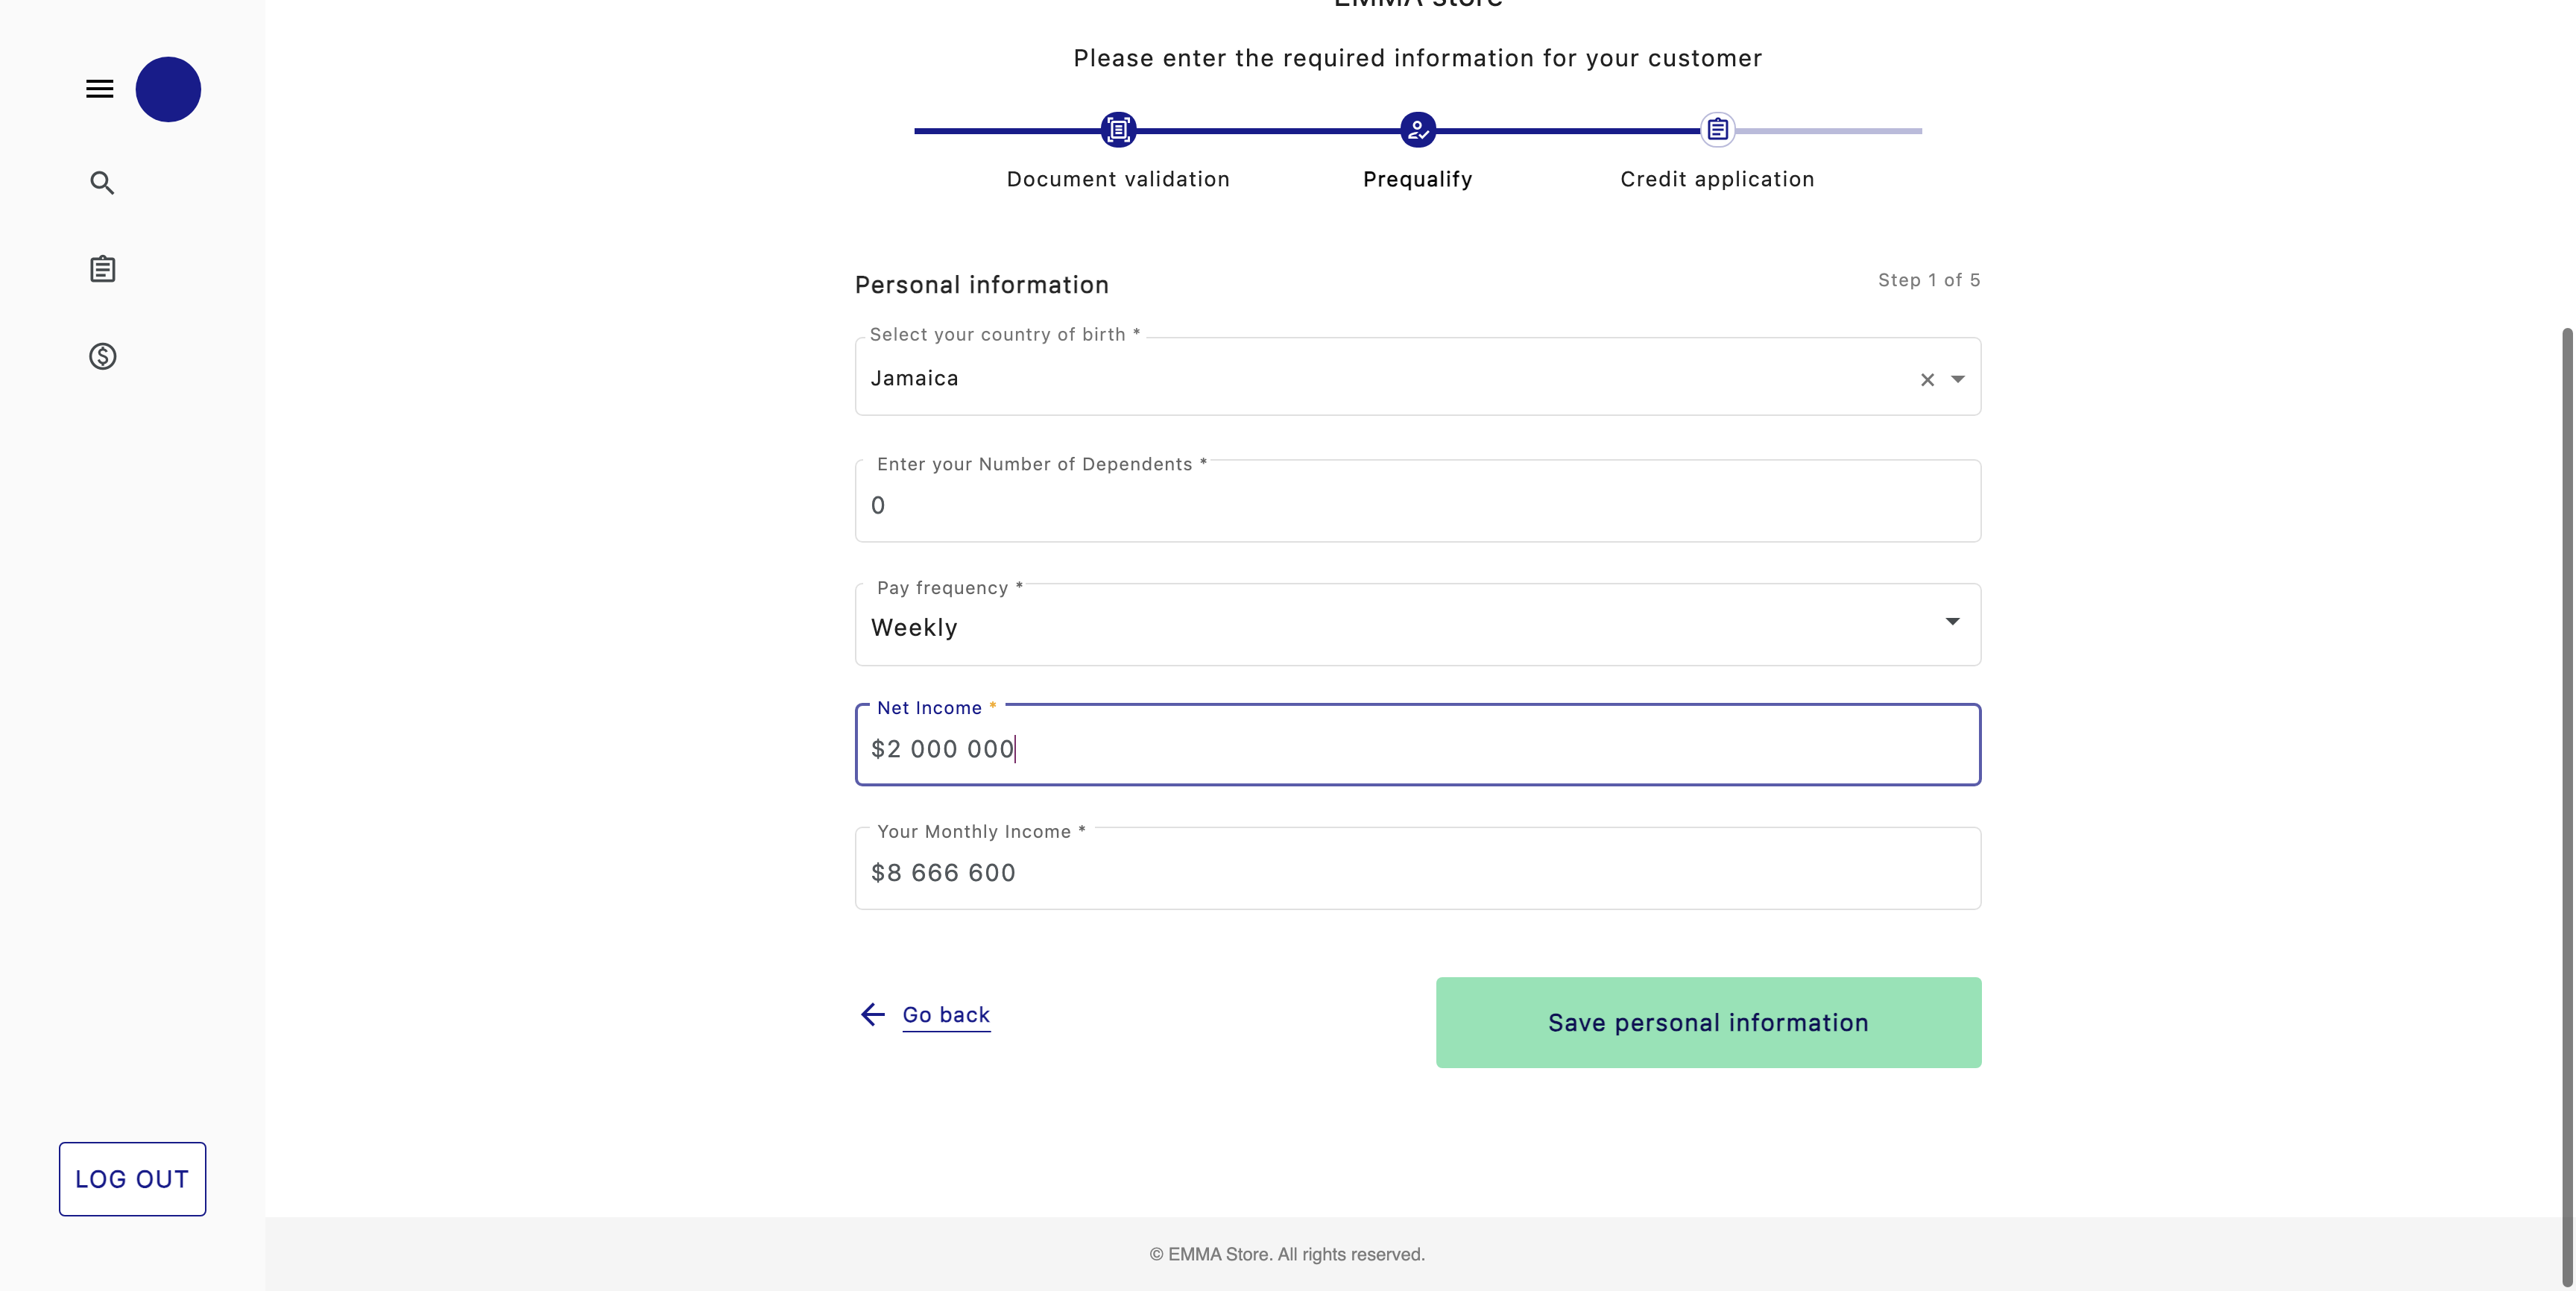 EMMA Store
Please enter the required information for your customer
Document validation
Prequalify
Credit application
Personal information
Step 1 of 5
Select your country of birth *
Jamaica
Enter your Number of Dependents *
0
Pay frequency *
Weekly
Net Income *
$2 000 000
Your Monthly Income *
$8 666 600
Go back
Save personal information
LOG OUT
© EMMA Store. All rights reserved.